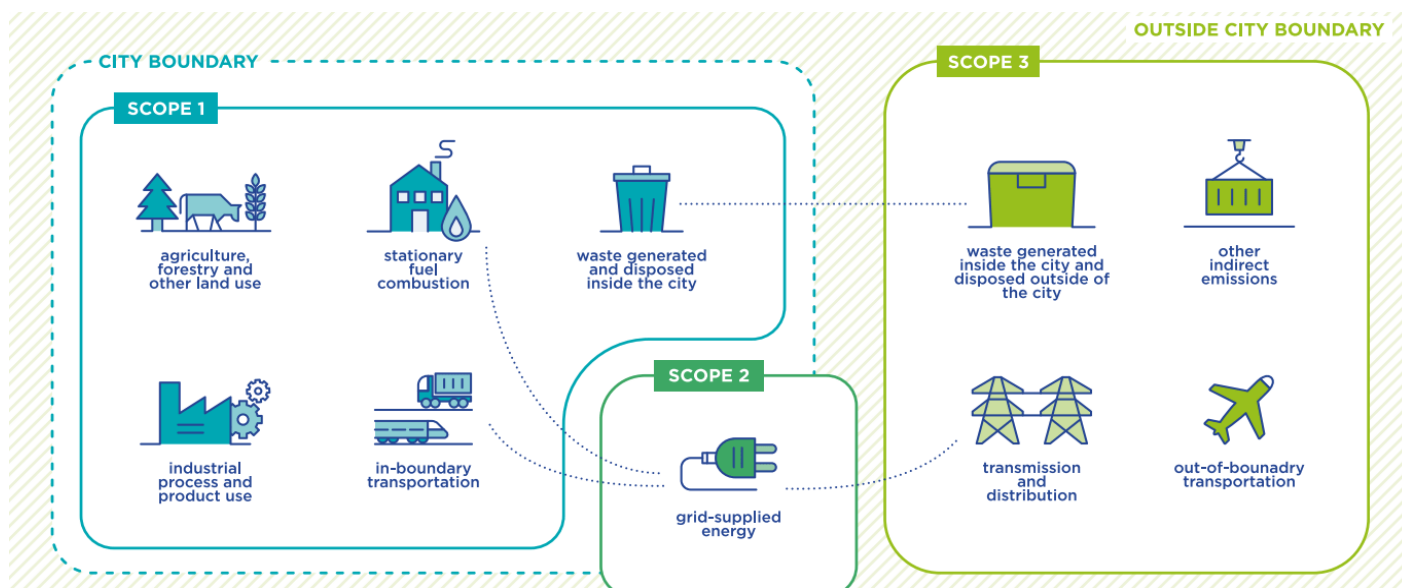 OUTSIDE CITY BOUNDARY
CITY BOUNDARY
SCOPE 3
SCOPE 1
agriculture,
forestry and
other land use
stationary
fuel
combustion
waste generated
and disposed
inside the city
waste generated
inside the city and
disposed outside of
the city
other
indirect
emissions
SCOPE 2
industrial
process and
product use
in-boundary
transportation
grid-supplied
energy
transmission
and
distribution
out-of-bounadry
transportation